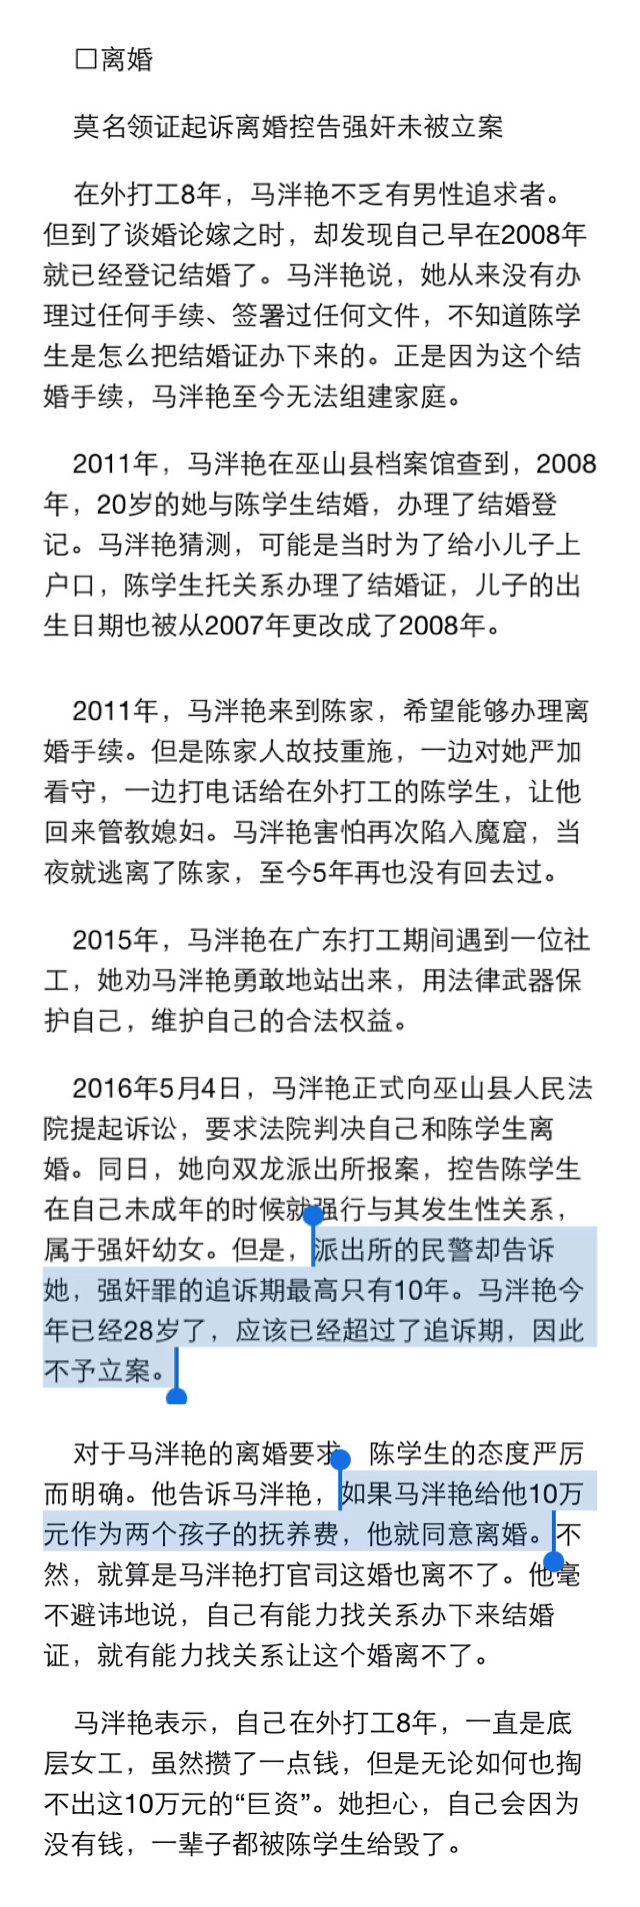 □离婚
莫名领证起诉离婚控告强奸未被立案
在外打工8年，马泮艳不乏有男性追求者。
但到了谈婚论嫁之时，却发现自己早在2008年
就已经登记结婚了。马泮艳说，她从来没有办
理过任何手续、签署过任何文件，不知道陈学
生是怎么把结婚证办下来的。正是因为这个结
婚手续，马泮艳至今无法组建家庭。
2011年，马泮艳在巫山县档案馆查到，2008
年，20岁的她与陈学生结婚，办理了结婚登
记。马泮艳猜测，可能是当时为了给小儿子上
户口，陈学生托关系办理了结婚证，儿子的出
生日期也被从2007年更改成了2008年。
2011年，马泮艳来到陈家，希望能够办理离
婚手续。但是陈家人故技重施，一边对她严加
看守，一边打电话给在外打工的陈学生，让他
回来管教媳妇。马泮艳害怕再次陷入魔窟，当
夜就逃离了陈家，至今5年再也没有回去过。
2015年，马泮艳在广东打工期间遇到一位社
工，她劝马泮艳勇敢地站出来，用法律武器保
护自己，维护自己的合法权益。
2016年5月4日，马泮艳正式向巫山县人民法
院提起诉讼，要求法院判决自己和陈学生离
婚。同日，她向双龙派出所报案，控告陈学生
在自己未成年的时候就强行与其发生性关系，
属于强奸幼女。但是，派出所的民警却告诉
她，强奸罪的追诉期最高只有10年。马泮艳今
年已经28岁了，应该已经超过了追诉期，因此
不予立案。
对于马泮艳的离婚要求，陈学生的态度严厉
而明确。他告诉马泮艳，如果马泮艳给他10万
元作为两个孩子的抚养费，他就同意离婚。不
然，就算是马泮艳打官司这婚也离不了。他毫
不避讳地说，自己有能力找关系办下来结婚
证，就有能力找关系让这个婚离不了。
马泮艳表示，自己在外打工8年，一直是底
层女工，虽然攒了一点钱，但是无论如何也掏
不出这10万元的“巨资”。她担心，自己会因为
没有钱，一辈子都被陈学生给毁了。